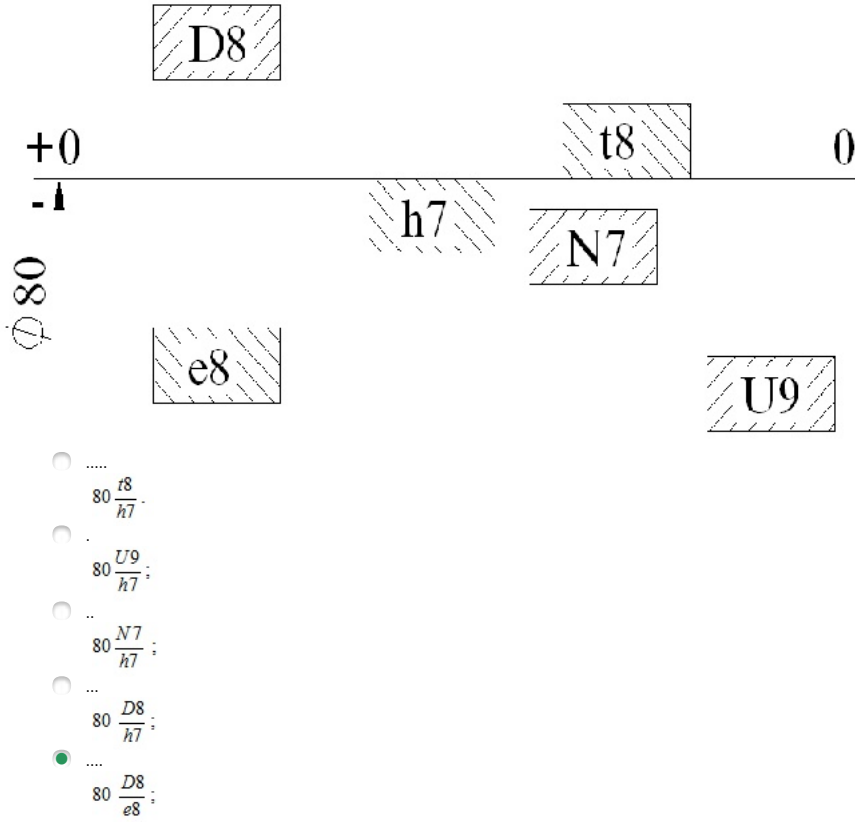 D8
+0
t8
0
-
h7
N7
⌀80
e8
U9
.....
80 t8/h7 .
.
80 U9/h7 ;
..
80 N7/h7 ;
...
80 D8/h7 ;
....
80 D8/e8 ;